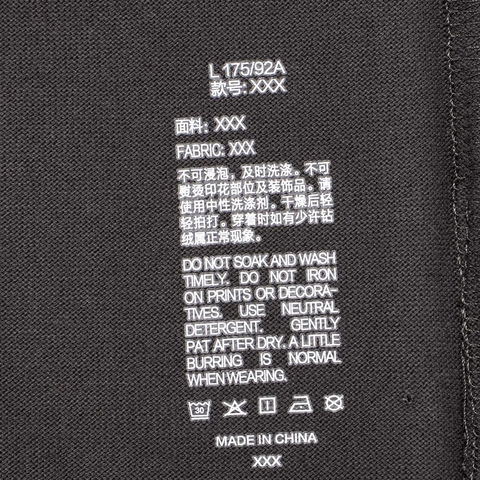 L 175/92A
款号: XXX
面料: XXX
FABRIC: XXX
不可浸泡，及时洗涤。不可
熨烫印花部位及装饰品。请
使用中性洗涤剂。干燥后轻
轻拍打。穿着时如有少许钻
绒属正常现象。
DO NOT SOAK AND WASH
TIMELY. DO NOT IRON
ON PRINTS OR DECORA-
TIVES. USE NEUTRAL
DETERGENT. GENTLY
PAT AFTER DRY. A LITTLE
BURRING IS NORMAL
WHEN WEARING.
30
MADE IN CHINA
XXX